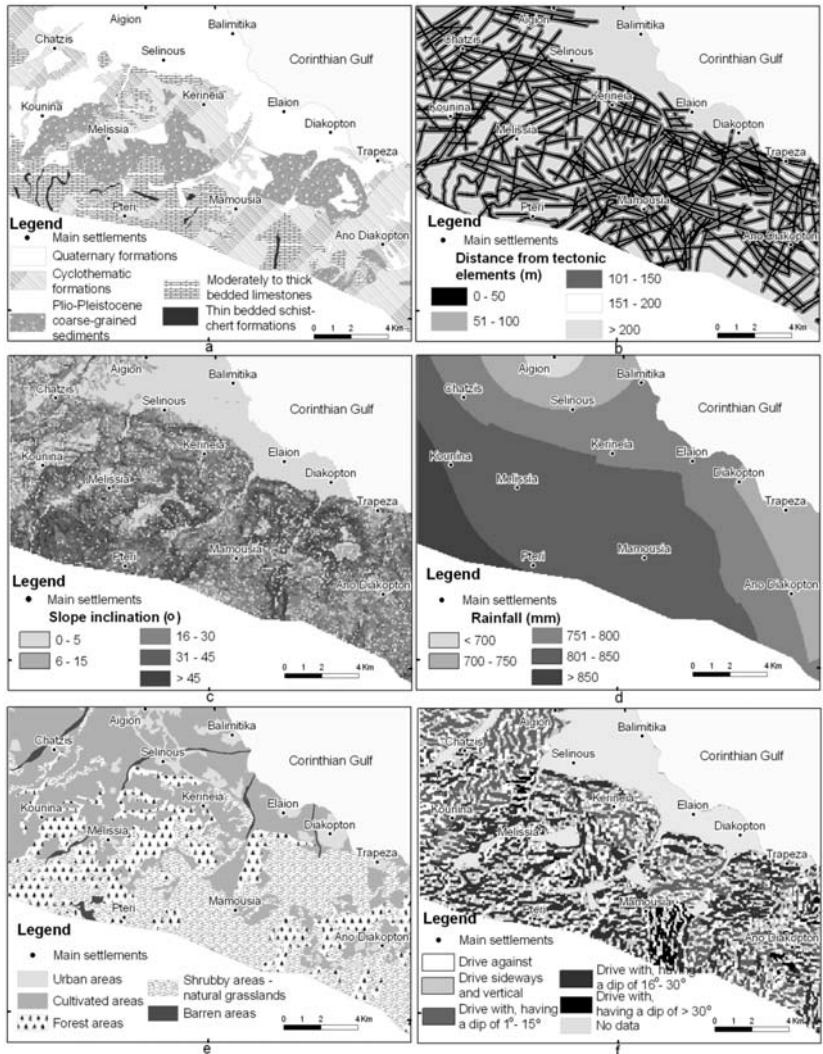 Aigion
Balimitika
Chatzis
Selinous
Corinthian Gulf
Kerineia
Elaion
Kounina
Melissia
Diakopton
Trapeza
Pteri
Mamousia
Ano Diakopton
Legend
Main settlements
Quaternary formations
Cyclothematic
formations
Plio-Pleistocene
coarse-grained
sediments
Moderately to thick
bedded limestones
Thin bedded schist-
chert formations
0 1 2 4 Km
a
Aigion
Balimitika
Chatzis
Selinous
Corinthian Gulf
Kerineia
Elaion
Kounina
Melissia
Diakopton
Trapeza
Pteri
Mamousia
Ano Diakopton
Legend
Main settlements
Distance from tectonic
elements (m)
0 - 50
51 - 100
101 - 150
151 - 200
> 200
0 1 2 4 Km
b
Aigion
Balimitika
Chatzis
Selinous
Corinthian Gulf
Kerineia
Elaion
Kounina
Melissia
Diakopton
Trapeza
Pteri
Mamousia
Ano Diakopton
Legend
Main settlements
Slope inclination (o)
0 - 5
6 - 15
16 - 30
31 - 45
> 45
0 1 2 4 Km
c
Aigion
Balimitika
Chatzis
Selinous
Corinthian Gulf
Kerineia
Elaion
Kounina
Melissia
Diakopton
Trapeza
Pteri
Mamousia
Ano Diakopton
Legend
Main settlements
Rainfall (mm)
< 700
700 - 750
751 - 800
801 - 850
> 850
0 1 2 4 Km
d
Aigion
Balimitika
Chatzis
Selinous
Corinthian Gulf
Kerineia
Elaion
Kounina
Melissia
Diakopton
Trapeza
Pteri
Mamousia
Ano Diakopton
Legend
Main settlements
Urban areas
Cultivated areas
Forest areas
Shrubby areas -
natural grasslands
Barren areas
0 1 2 4 Km
e
Aigion
Balimitika
Chatzis
Selinous
Corinthian Gulf
Kerineia
Elaion
Kounina
Melissia
Diakopton
Trapeza
Pteri
Mamousia
Ano Diakopton
Legend
Main settlements
Drive against
Drive sideways
and vertical
Drive with, having
a dip of 1°- 15°
Drive with, having
a dip of 16°- 30°
Drive with,
having a dip of > 30°
No data
0 1 2 4 Km
f